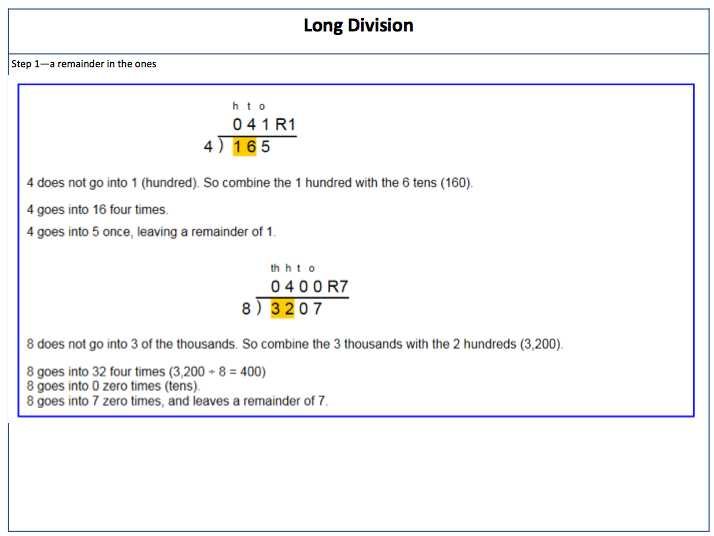 Long Division
Step 1—a remainder in the ones
h t o
0 4 1 R1
4 ) 1 6 5
4 does not go into 1 (hundred). So combine the 1 hundred with the 6 tens (160).
4 goes into 16 four times.
4 goes into 5 once, leaving a remainder of 1.
th h t o
0 4 0 0 R7
8 ) 3 2 0 7
8 does not go into 3 of the thousands. So combine the 3 thousands with the 2 hundreds (3,200).
8 goes into 32 four times (3,200 ÷ 8 = 400)
8 goes into 0 zero times (tens).
8 goes into 7 zero times, and leaves a remainder of 7.